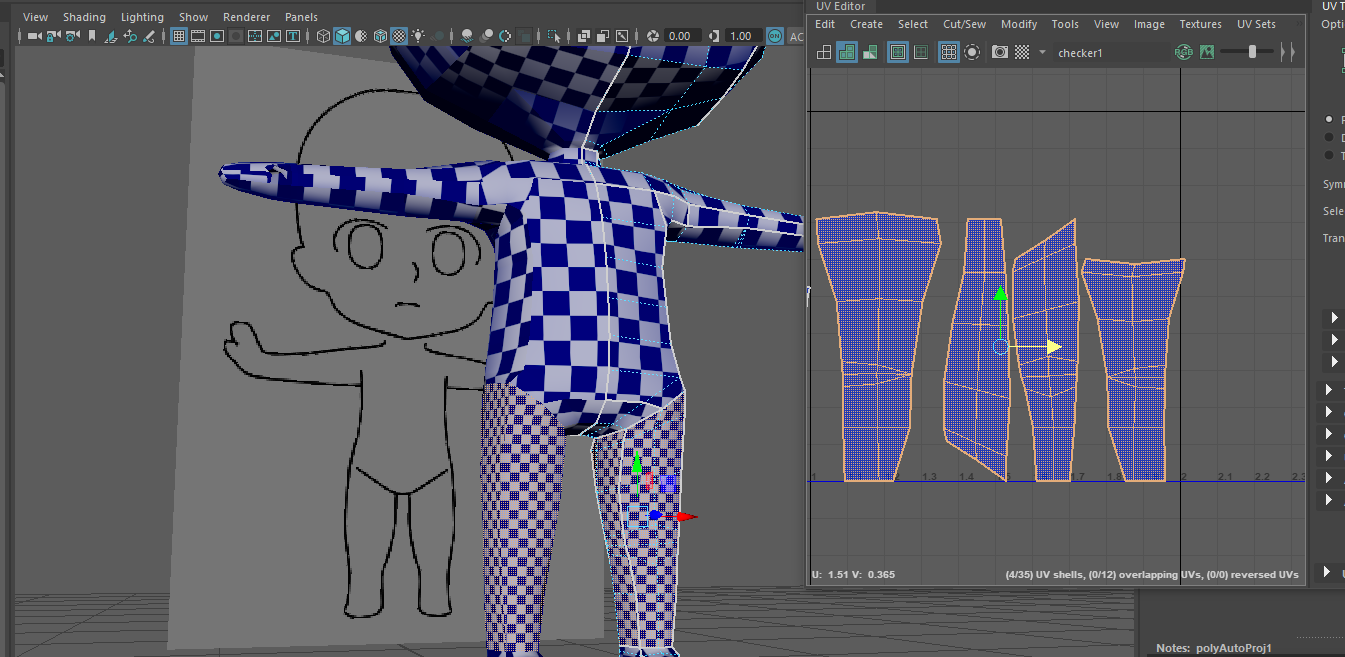 UV Editor
UV T
View Shading Lighting Show Renderer Panels
Edit Create Select Cut/Sew Modify Tools View Image Textures UV Sets
Opti
0.00 1.00 ON AC
checker1
RGB
Symm
Sele
Tran
1.3 1.4 1.7 1.8 2 2.1 2.2 2.3
U: 1.51 V: 0.365 (4/35) UV shells, (0/12) overlapping UVs, (0/0) reversed UVs
Notes: polyAutoProj1